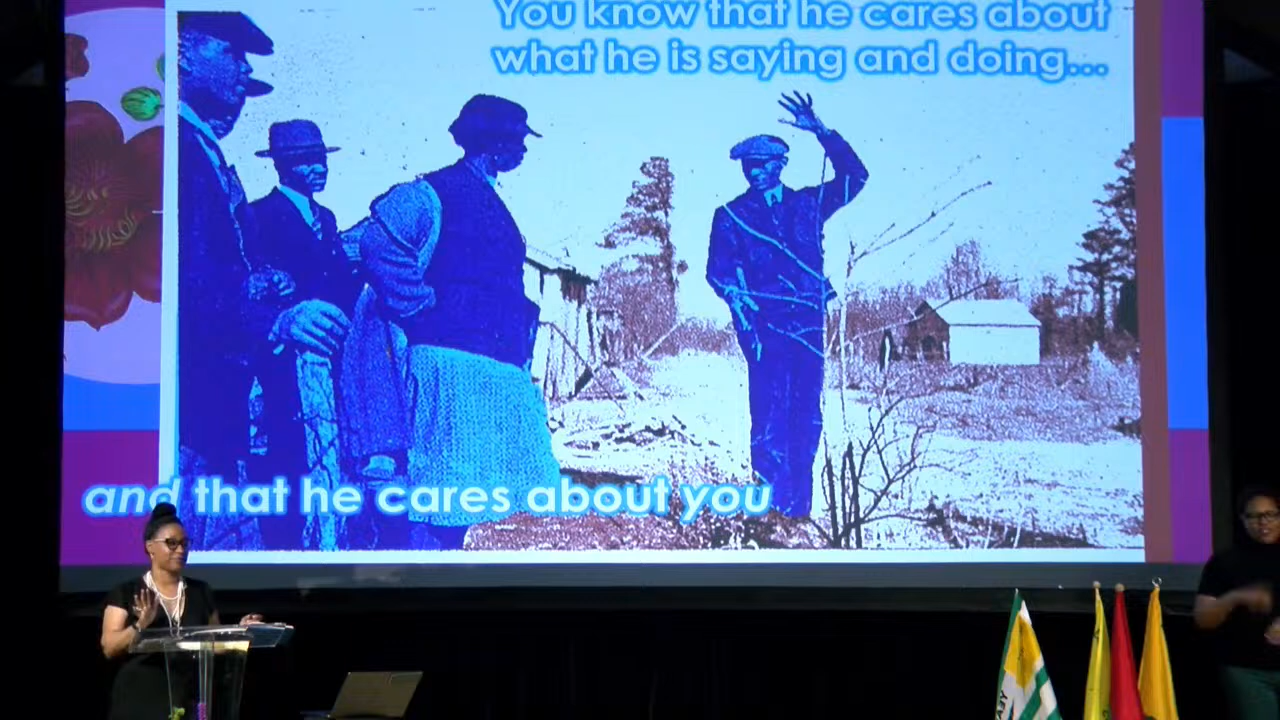 You know that he cares about
what he is saying and doing...
and that he cares about you